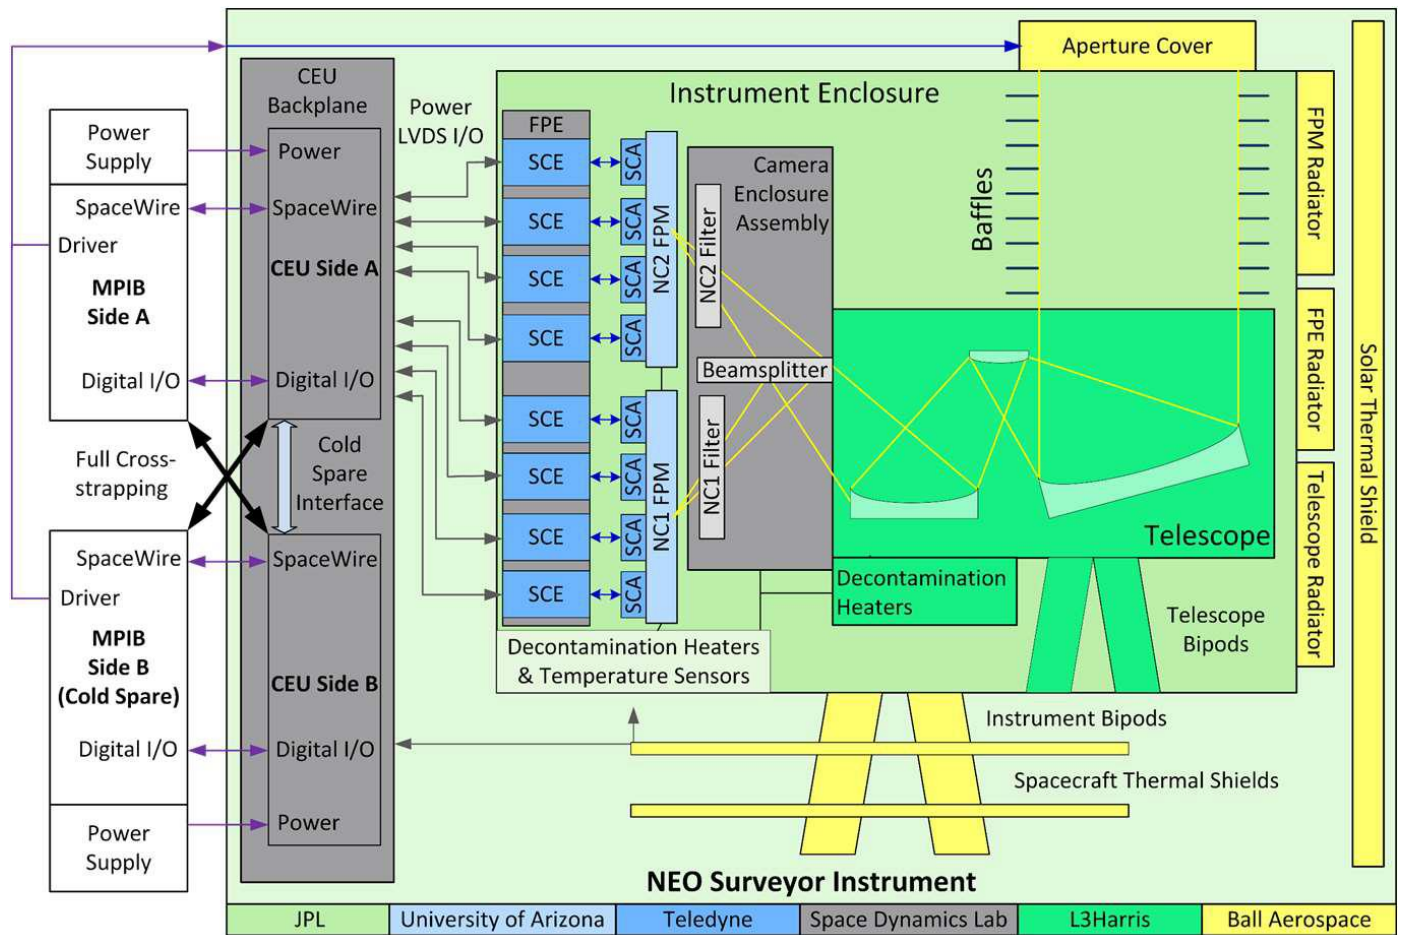 Aperture Cover
CEU
Backplane
Power
LVDS I/O
Instrument Enclosure
FPE
Power
Supply
Power
SCE
SCA
Camera
Enclosure
Assembly
Baffles
FPM Radiator
SpaceWire
SpaceWire
SCE
SCA
NC2 FPM
NC2 Filter
Driver
CEU Side A
SCE
SCA
MPIB
Side A
SCE
SCA
FPE Radiator
Solar Thermal Shield
Digital I/O
Digital I/O
Beamsplitter
SCE
SCA
Full Cross-
strapping
Cold
Spare
Interface
SCE
SCA
NC1 FPM
NC1 Filter
SCE
SCA
Telescope
Telescope Radiator
SpaceWire
SpaceWire
SCE
SCA
Decontamination
Heaters
Driver
Telescope
Bipods
MPIB
Side B
(Cold Spare)
CEU Side B
Decontamination Heaters
& Temperature Sensors
Instrument Bipods
Digital I/O
Digital I/O
Spacecraft Thermal Shields
Power
Supply
Power
NEO Surveyor Instrument
JPL
University of Arizona
Teledyne
Space Dynamics Lab
L3Harris
Ball Aerospace